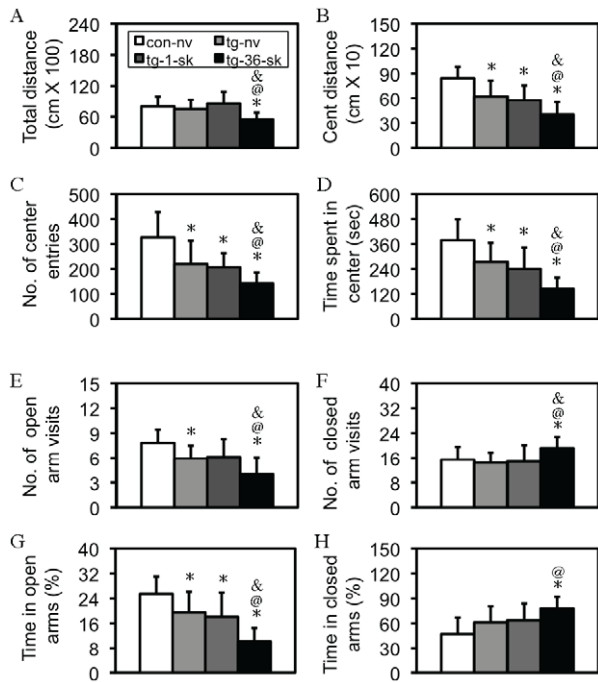 A
Total distance
(cm X 100)
180
120
60
0
con-nv
tg-nv
tg-1-sk
tg-36-sk
&
@
*
B
Cent distance
(cm X 10)
150
120
90
60
30
0
*
*
&
@
*
C
No. of center
entries
500
400
300
200
100
0
*
*
&
@
*
D
Time spent in
center (sec)
600
480
360
240
120
0
*
*
&
@
*
E
No. of open
arm visits
15
12
9
6
3
0
*
&
@
*
F
No. of closed
arm visits
40
32
24
16
8
0
&
@
*
G
Time in open
arms (%)
40
32
24
16
8
0
*
*
&
@
*
H
Time in closed
arms (%)
150
120
90
60
30
0
@
*